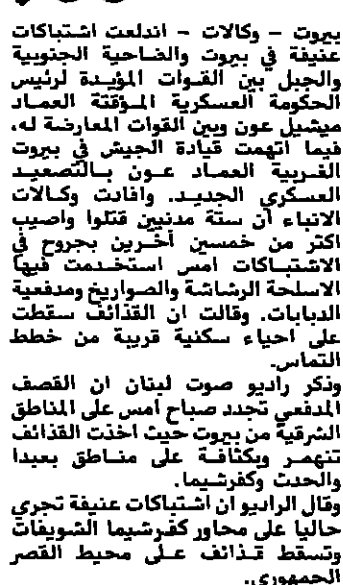 بيروت - وكالات - اندلعت اشتباكات
عنيفة في بيروت والضاحية الجنوبية
والجبل بين القوات المؤيدة لرئيس
الحكومة العسكرية المؤقتة العماد
ميشيل عون وبين القوات المعارضة له،
فيما اتهمت قيادة الجيش في بيروت
الغربية العماد عون بالتصعيد
العسكري الجديد. وافادت وكالات
الانباء ان ستة مدنيين قتلوا واصيب
اكثر من خمسين أخرين بجروح في
الاشتباكات امس استخدمت فيها
الاسلحة الرشاشة والصواريخ ومدفعية
الدبابات. وقالت ان القذائف سقطت
على احياء سكنية قريبة من خطط
التماس.
وذكر راديو صوت لبنان ان القصف
المدفعي تجدد صباح امس على المناطق
الشرقية من بيروت حيث اخذت القذائف
تنهمر وبكثافة على مناطق بعبدا
والحدث وكفرشيما.
وقال الراديو ان اشتباكات عنيفة تجري
حاليا على محاور كفرشيما الشويفات
وتسقط قذائف على محيط القصر
الجمهوري.